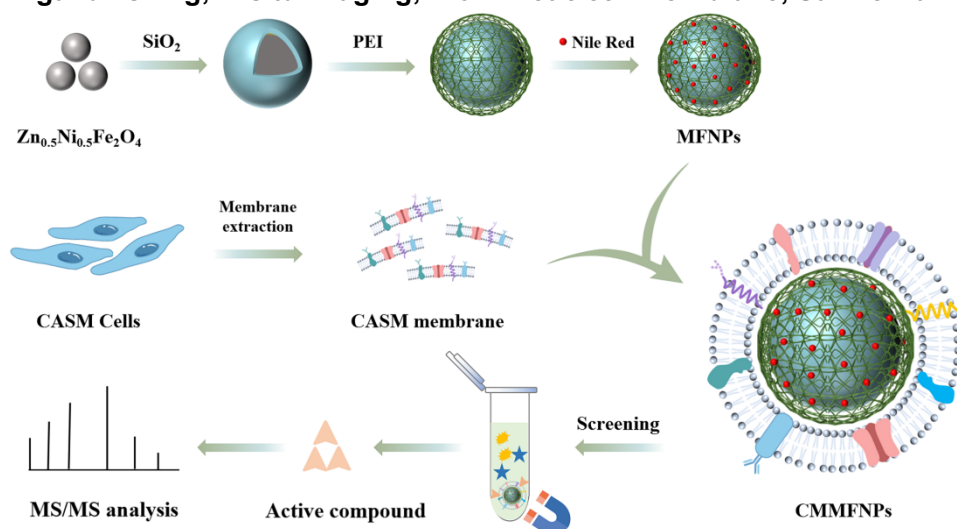 SiO₂
PEI
Nile Red
Zn₀.₅Ni₀.₅Fe₂O₄
MFNPs
Membrane
extraction
CASM Cells
CASM membrane
Screening
MS/MS analysis
Active compound
CMMFNPs